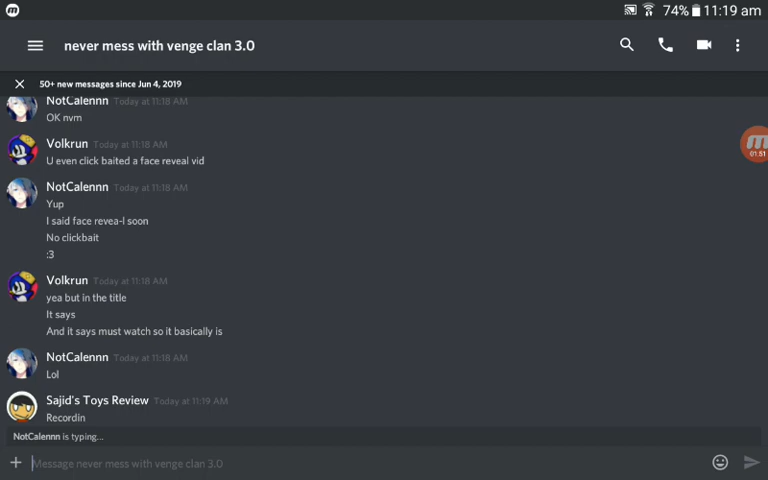 74% 11:19 am
never mess with venge clan 3.0
50+ new messages since Jun 4, 2019
NotCalennn Today at 11:18 AM
OK nvm
Volkrun Today at 11:18 AM
U even click baited a face reveal vid
NotCalennn Today at 11:18 AM
Yup
I said face revea-l soon
No clickbait
:3
Volkrun Today at 11:18 AM
yea but in the title
It says
And it says must watch so it basically is
NotCalennn Today at 11:18 AM
Lol
Sajid's Toys Review Today at 11:19 AM
Recordin
NotCalennn is typing...
Message never mess with venge clan 3.0
01:51